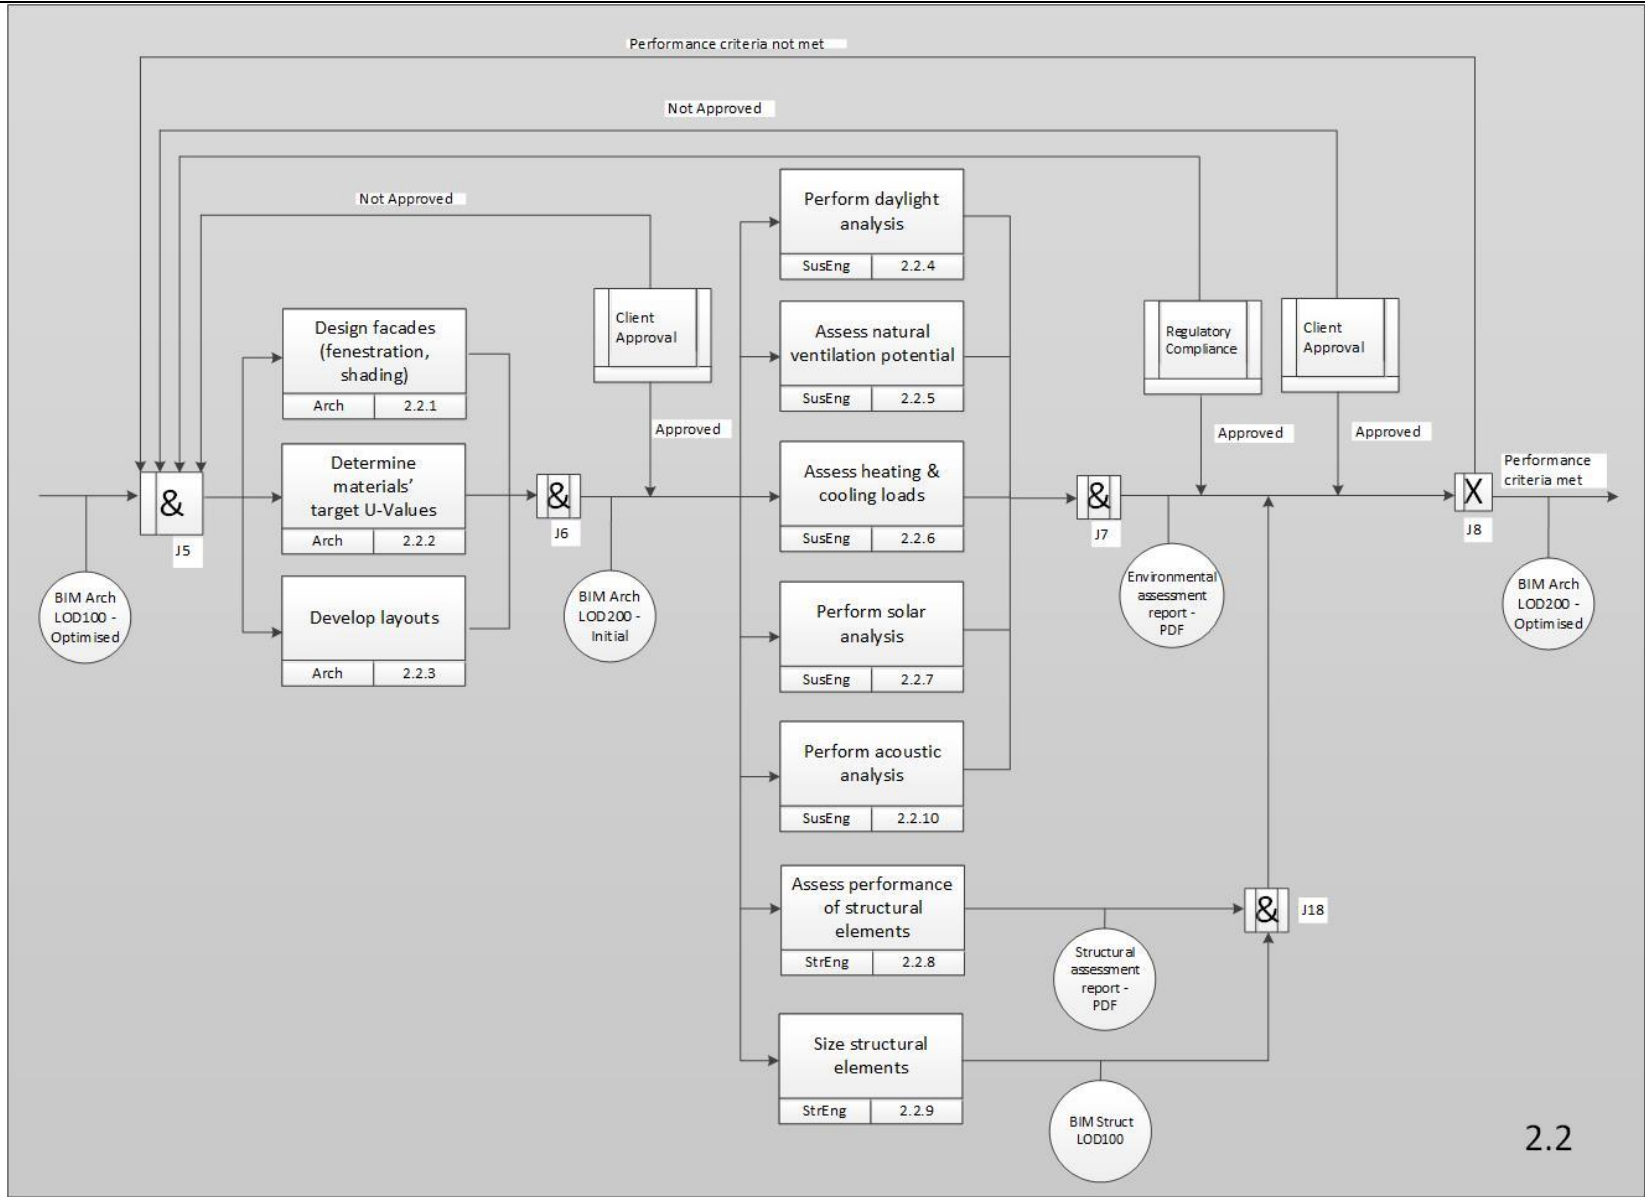 Performance criteria not met
Not Approved
Not Approved
Perform daylight
analysis
SusEng 2.2.4
Design facades
(fenestration,
shading)
Arch 2.2.1
Client
Approval
Assess natural
ventilation potential
SusEng 2.2.5
Regulatory
Compliance
Client
Approval
Approved
Approved
Approved
Determine
materials’
target U-Values
Arch 2.2.2
Assess heating &
cooling loads
SusEng 2.2.6
Performance
criteria met
&
J5
&
J6
&
J7
X
J8
BIM Arch
LOD100 -
Optimised
Develop layouts
Arch 2.2.3
BIM Arch
LOD200 -
Initial
Perform solar
analysis
SusEng 2.2.7
Environmental
assessment
report -
PDF
BIM Arch
LOD200 -
Optimised
Perform acoustic
analysis
SusEng 2.2.10
Assess performance
of structural
elements
StrEng 2.2.8
&
J18
Structural
assessment
report -
PDF
Size structural
elements
StrEng 2.2.9
BIM Struct
LOD100
2.2